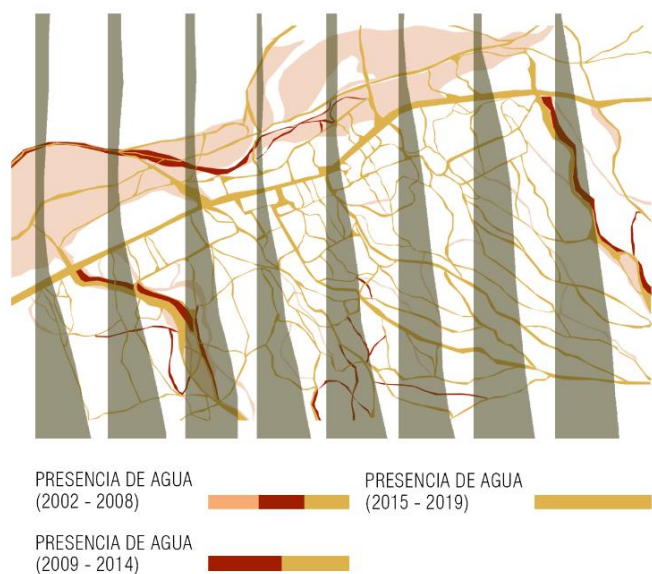 PRESENCIA DE AGUA
(2002 - 2008)
PRESENCIA DE AGUA
(2015 - 2019)
PRESENCIA DE AGUA
(2009 - 2014)